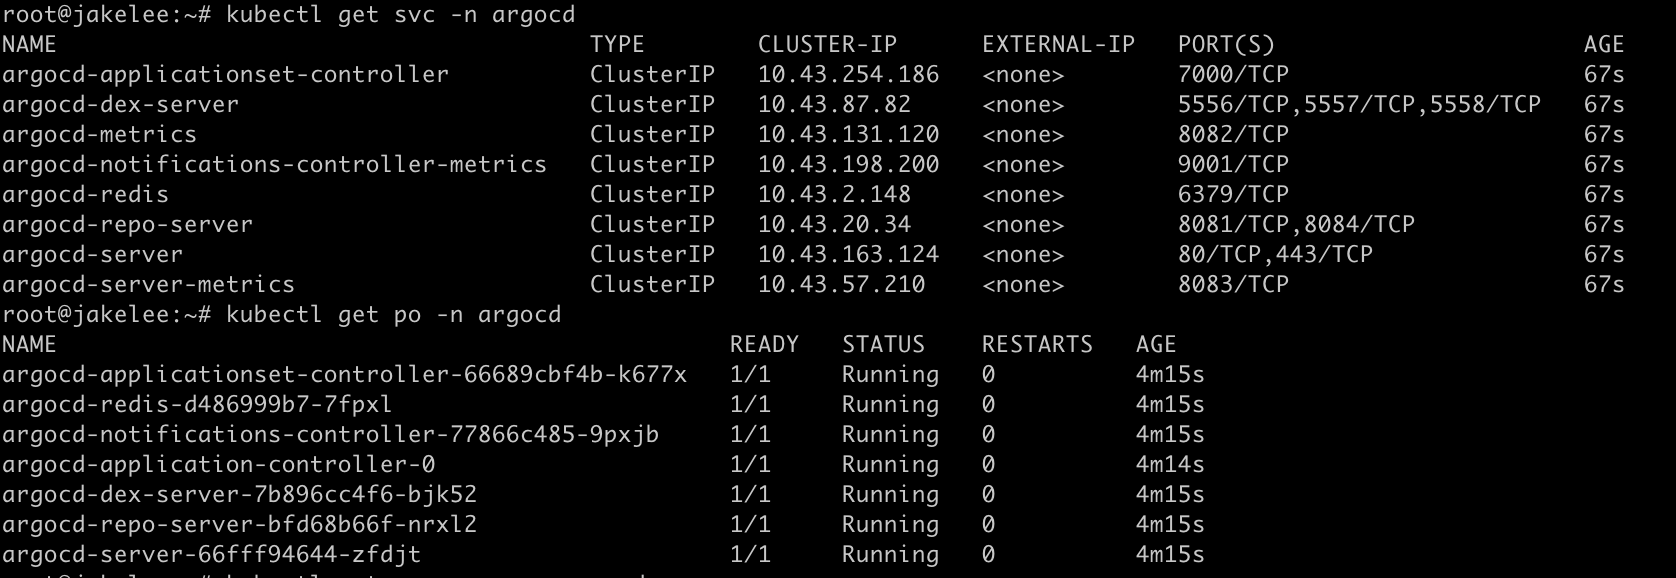 root@jakelee:~# kubectl get svc -n argocd
NAME TYPE CLUSTER-IP EXTERNAL-IP PORT(S) AGE
argocd-applicationset-controller ClusterIP 10.43.254.186 <none> 7000/TCP 67s
argocd-dex-server ClusterIP 10.43.87.82 <none> 5556/TCP,5557/TCP,5558/TCP 67s
argocd-metrics ClusterIP 10.43.131.120 <none> 8082/TCP 67s
argocd-notifications-controller-metrics ClusterIP 10.43.198.200 <none> 9001/TCP 67s
argocd-redis ClusterIP 10.43.2.148 <none> 6379/TCP 67s
argocd-repo-server ClusterIP 10.43.20.34 <none> 8081/TCP,8084/TCP 67s
argocd-server ClusterIP 10.43.163.124 <none> 80/TCP,443/TCP 67s
argocd-server-metrics ClusterIP 10.43.57.210 <none> 8083/TCP 67s
root@jakelee:~# kubectl get po -n argocd
NAME READY STATUS RESTARTS AGE
argocd-applicationset-controller-66689cbf4b-k677x 1/1 Running 0 4m15s
argocd-redis-d486999b7-7fpxl 1/1 Running 0 4m15s
argocd-notifications-controller-77866c485-9pxjb 1/1 Running 0 4m15s
argocd-application-controller-0 1/1 Running 0 4m14s
argocd-dex-server-7b896cc4f6-bjk52 1/1 Running 0 4m15s
argocd-repo-server-bfd68b66f-nrxl2 1/1 Running 0 4m15s
argocd-server-66fff94644-zfdjt 1/1 Running 0 4m15s